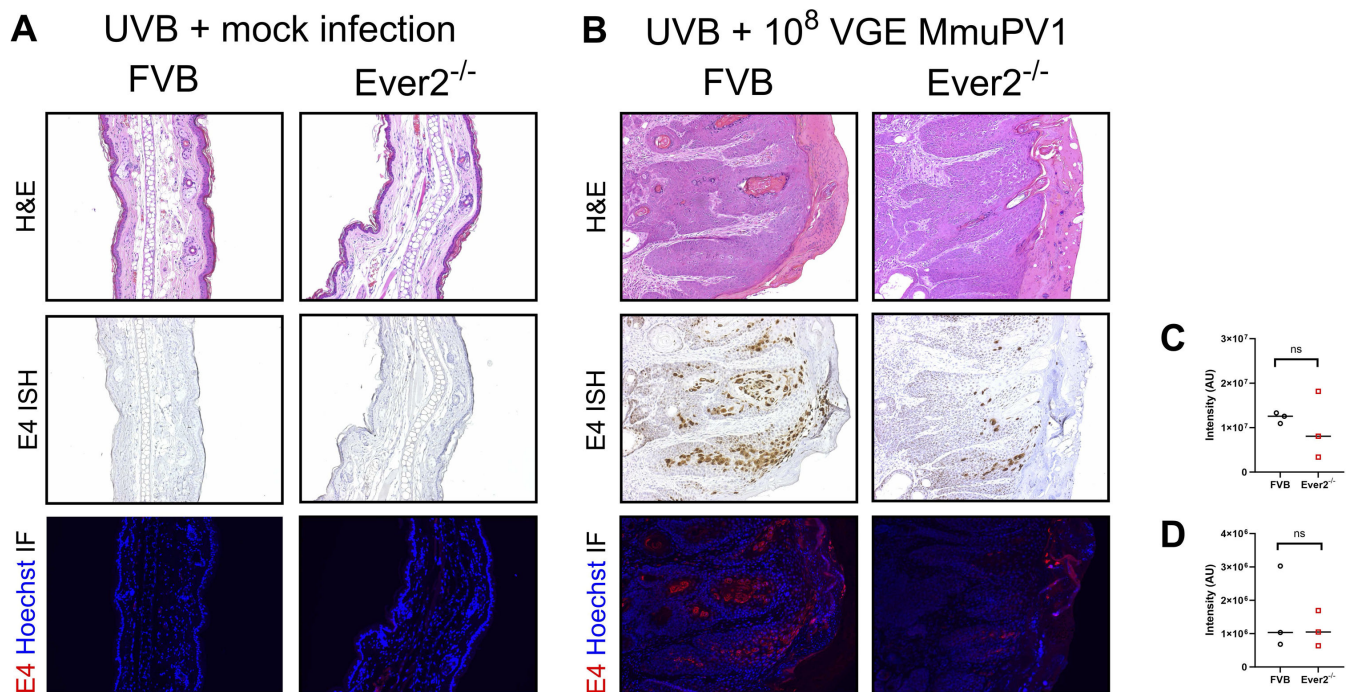 A UVB + mock infection
FVB Ever2-/-
H&E
E4 ISH
E4 Hoechst IF
B UVB + 10⁸ VGE MmuPV1
FVB Ever2-/-
H&E
E4 ISH
E4 Hoechst IF
C
ns
Intensity (AU)
3×10⁷
2×10⁷
1×10⁷
0
FVB Ever2-/-
D
ns
Intensity (AU)
4×10⁶
3×10⁶
2×10⁶
1×10⁶
0
FVB Ever2-/-